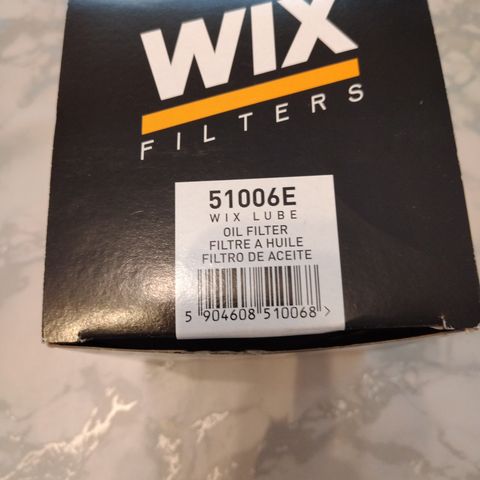 WIX
FILTERS
51006E
WIX LUBE
OIL FILTER
FILTRE A HUILE
FILTRO DE ACEITE
5 904608 510068 >